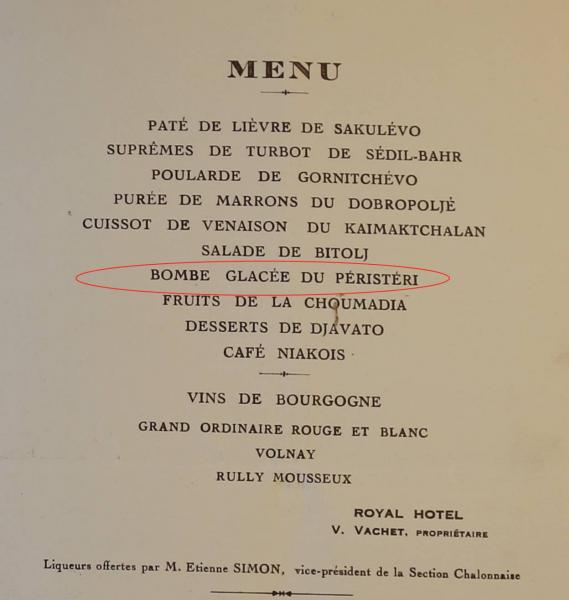 MENU
PATÉ DE LIÈVRE DE SAKULÉVO
SUPRÊMES DE TURBOT DE SÉDIL-BAHR
POULARDE DE GORNITCHÉVO
PURÉE DE MARRONS DU DOBROPOLJÉ
CUISSOT DE VENAISON DU KAIMAKTCHALAN
SALADE DE BITOLJ
BOMBE GLACÉE DU PÉRISTÉRI
FRUITS DE LA CHOUMADIA
DESSERTS DE DJAVATO
CAFÉ NIAKOIS
VINS DE BOURGOGNE
GRAND ORDINAIRE ROUGE ET BLANC
VOLNAY
RULLY MOUSSEUX
ROYAL HOTEL
V. VACHET, PROPRIÉTAIRE
Liqueurs offertes par M. Etienne SIMON, vice-président de la Section Chalonnaise